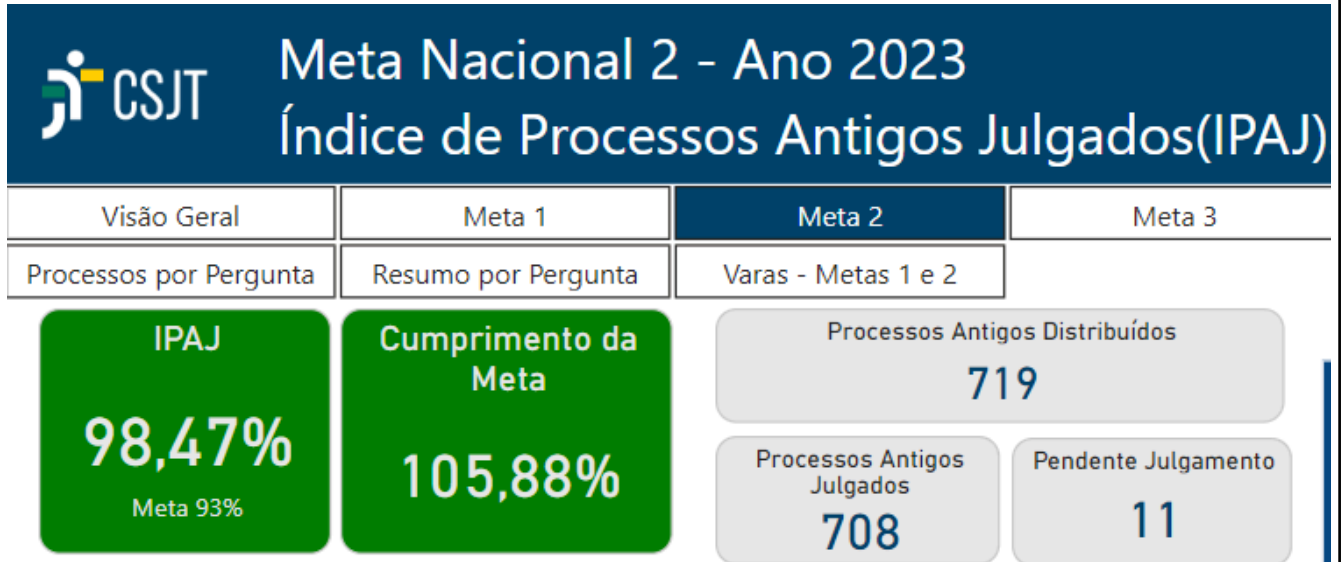 CSJT
Meta Nacional 2 - Ano 2023
Índice de Processos Antigos Julgados(IPAJ)
Visão Geral
Meta 1
Meta 2
Meta 3
Processos por Pergunta
Resumo por Pergunta
Varas - Metas 1 e 2
IPAJ
98,47%
Meta 93%
Cumprimento da
Meta
105,88%
Processos Antigos Distribuídos
719
Processos Antigos
Julgados
708
Pendente Julgamento
11